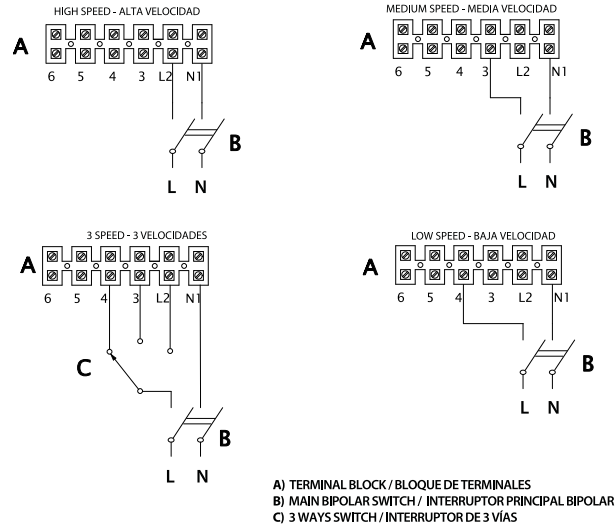 HIGH SPEED - ALTA VELOCIDAD
A
6 5 4 3 L2 N1
B
L N
MEDIUM SPEED - MEDIA VELOCIDAD
A
6 5 4 3 L2 N1
B
L N
3 SPEED - 3 VELOCIDADES
A
6 5 4 3 L2 N1
C
B
L N
LOW SPEED - BAJA VELOCIDAD
A
6 5 4 3 L2 N1
B
L N
A) TERMINAL BLOCK / BLOQUE DE TERMINALES
B) MAIN BIPOLAR SWITCH / INTERRUPTOR PRINCIPAL BIPOLAR
C) 3 WAYS SWITCH / INTERRUPTOR DE 3 VÍAS